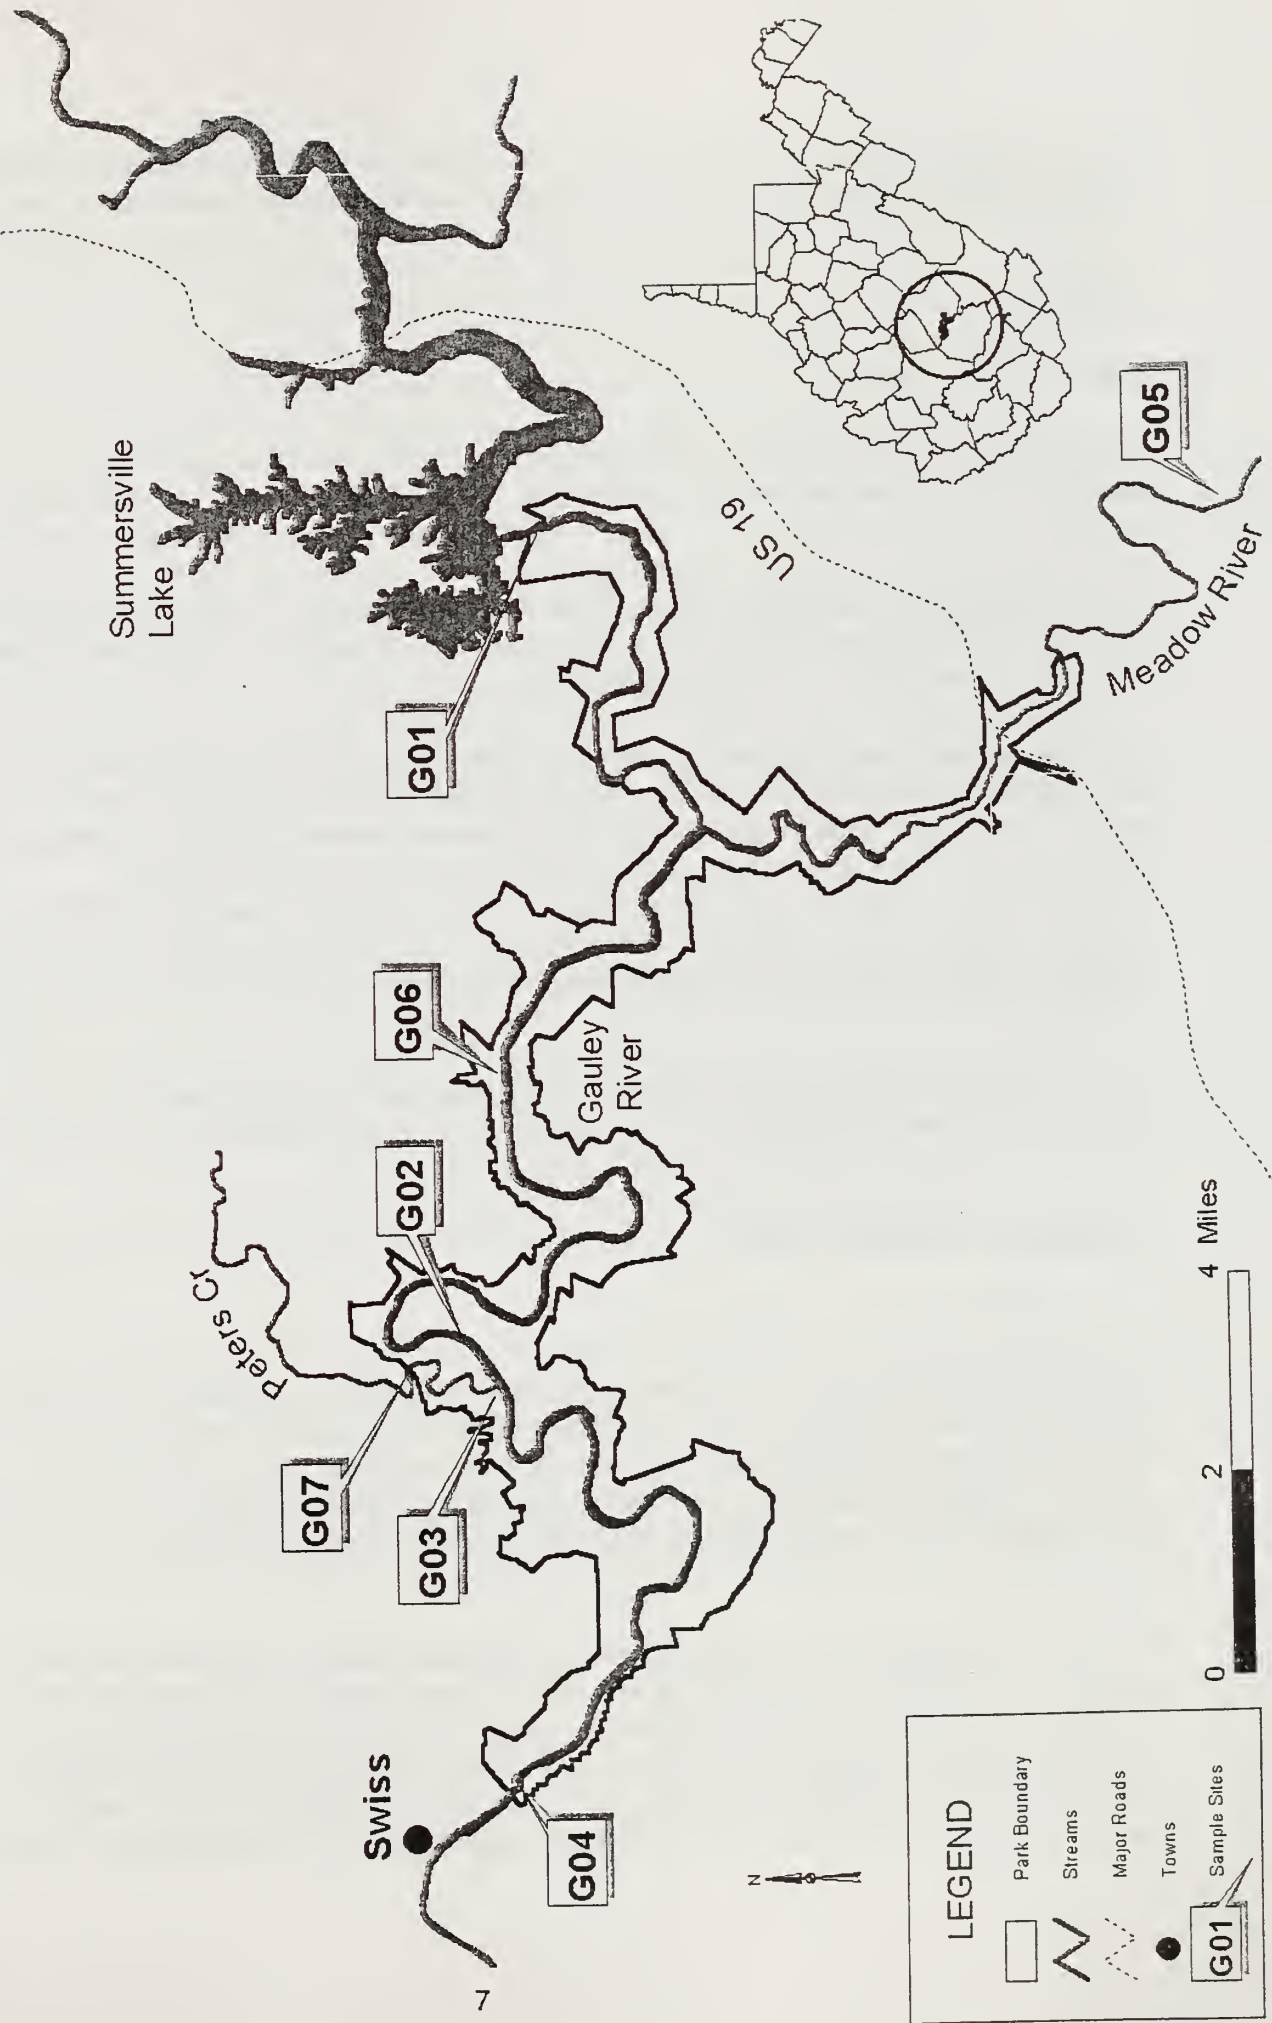 Summersville
Lake
G01
US 19
G05
Meadow River
G06
Gauley
River
G02
Peters Cr
G07
G03
Swiss
G04
N
0 2 4 Miles
LEGEND
Park Boundary
Streams
Major Roads
Towns
G01 Sample Sites
7